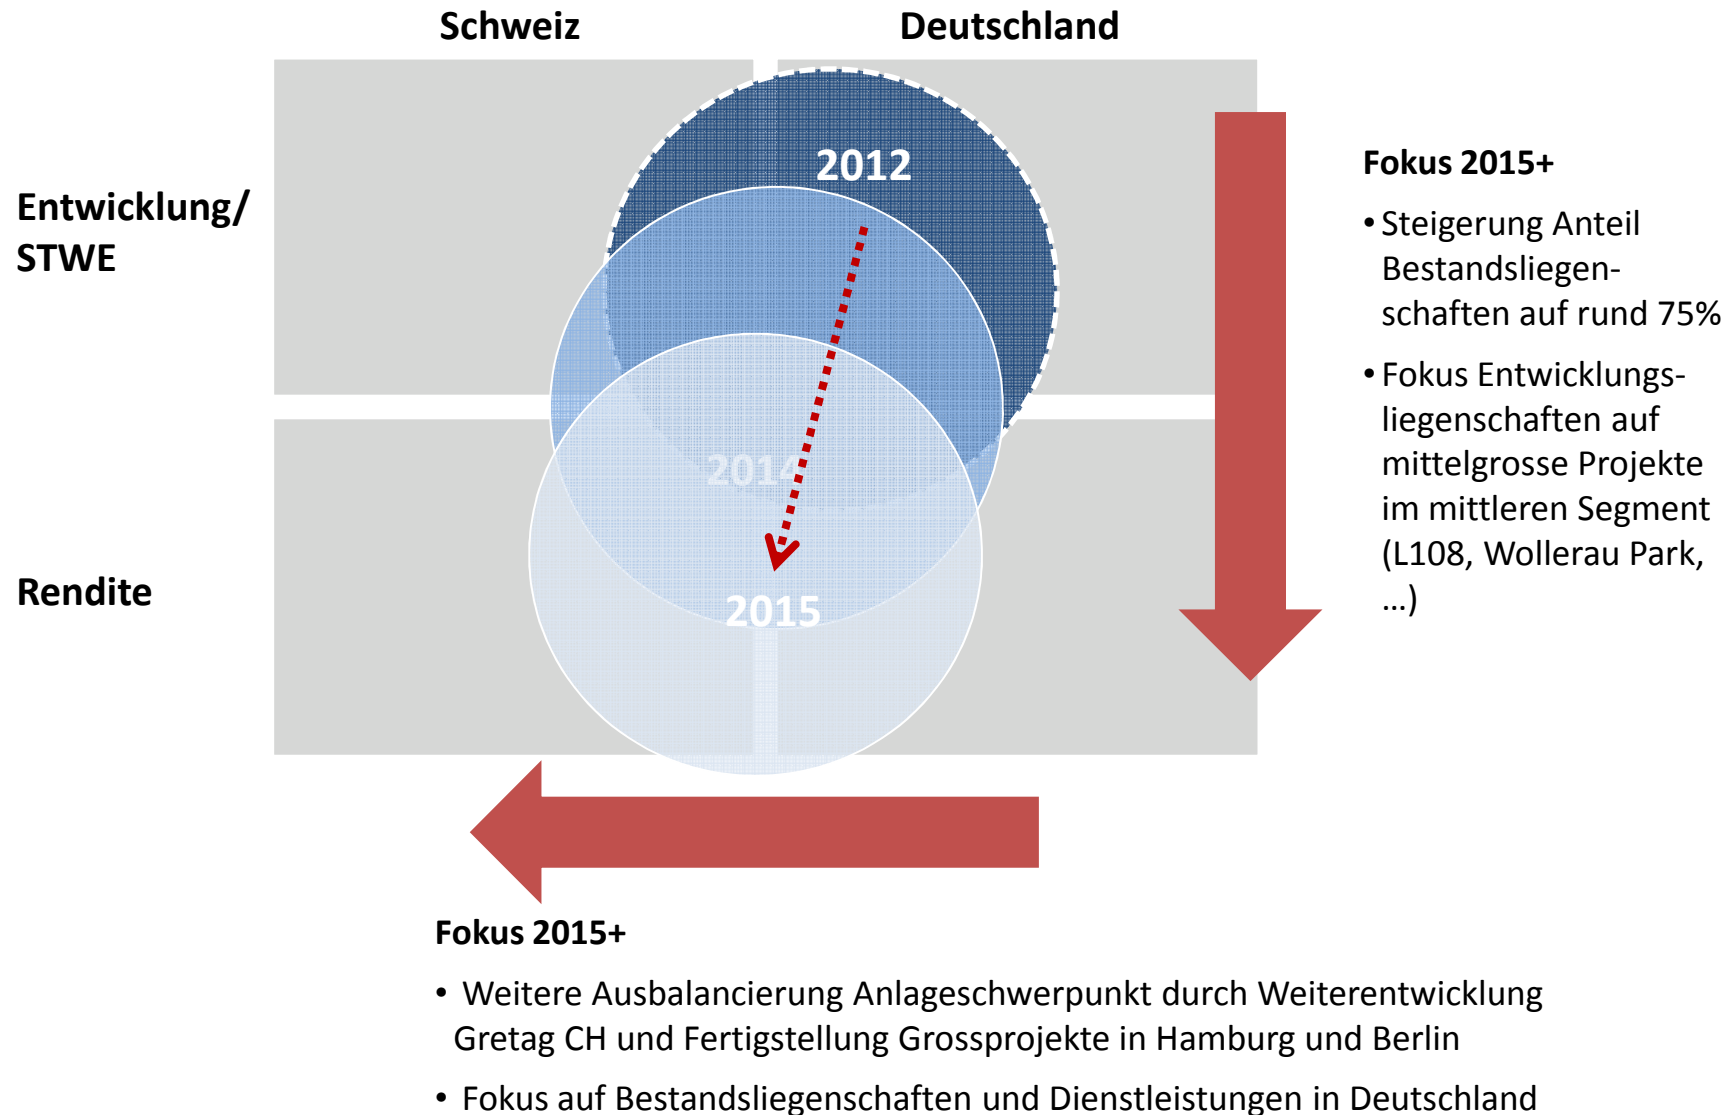 Schweiz
Deutschland
2012
Entwicklung/
STWE
2014
2015
Rendite
Fokus 2015+
• Steigerung Anteil
Bestandsliegen-
schaften auf rund 75%
• Fokus Entwicklungs-
liegenschaften auf
mittelgrosse Projekte
im mittleren Segment
(L108, Wollerau Park,
…)
Fokus 2015+
• Weitere Ausbalancierung Anlageschwerpunkt durch Weiterentwicklung
Gretag CH und Fertigstellung Grossprojekte in Hamburg und Berlin
• Fokus auf Bestandsliegenschaften und Dienstleistungen in Deutschland